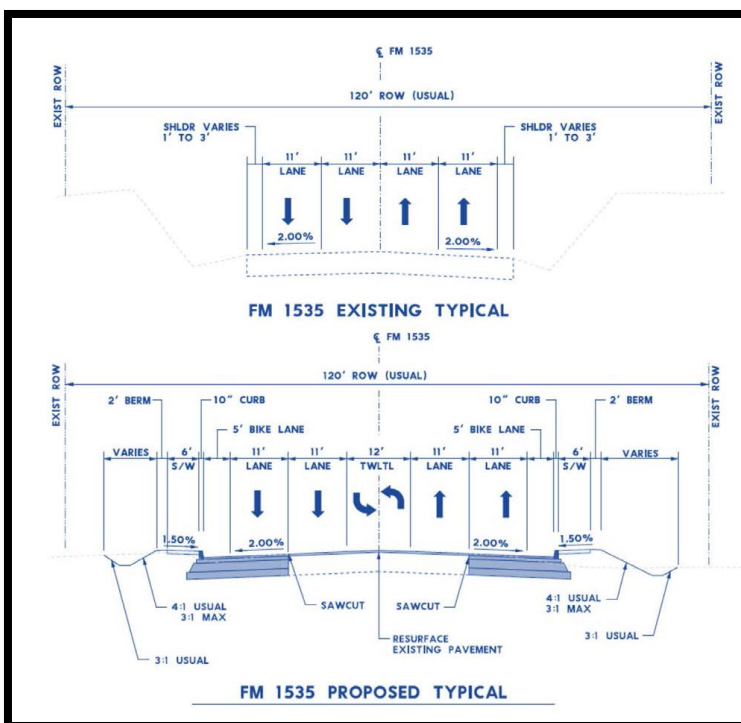 ℄ FM 1535
EXIST ROW
120' ROW (USUAL)
EXIST ROW
SHLDR VARIES
1' TO 3'
SHLDR VARIES
1' TO 3'
11' 11' 11' 11'
LANE LANE LANE LANE
2.00% 2.00%
FM 1535 EXISTING TYPICAL
℄ FM 1535
EXIST ROW
120' ROW (USUAL)
EXIST ROW
2' BERM 10" CURB 10" CURB 2' BERM
5' BIKE LANE 5' BIKE LANE
VARIES 6' 11' 11' 12' 11' 11' 6' VARIES
S/W LANE LANE TWLTL LANE LANE S/W
1.50% 2.00% 2.00% 1.50%
4:1 USUAL
3:1 MAX
SAWCUT SAWCUT
4:1 USUAL
3:1 MAX
3:1 USUAL
RESURFACE
EXISTING PAVEMENT
3:1 USUAL
FM 1535 PROPOSED TYPICAL